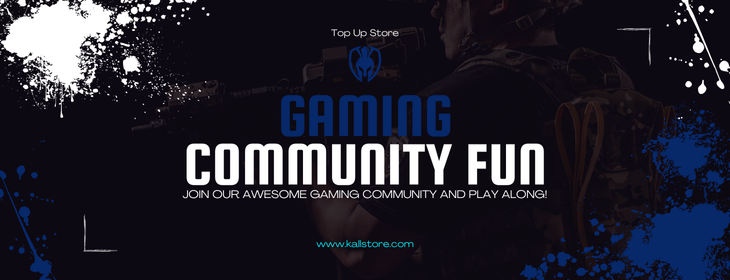 Top Up Store
GAMING
COMMUNITY FUN
JOIN OUR AWESOME GAMING COMMUNITY AND PLAY ALONG!
www.kallstore.com